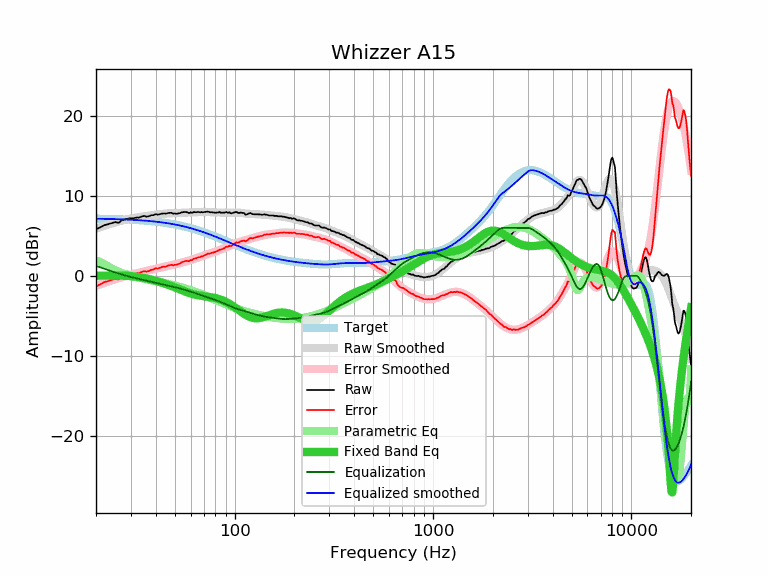 Whizzer A15
Amplitude (dBr)
20
10
0
−10
−20
100
1000
10000
Frequency (Hz)
Target
Raw Smoothed
Error Smoothed
Raw
Error
Parametric Eq
Fixed Band Eq
Equalization
Equalized smoothed